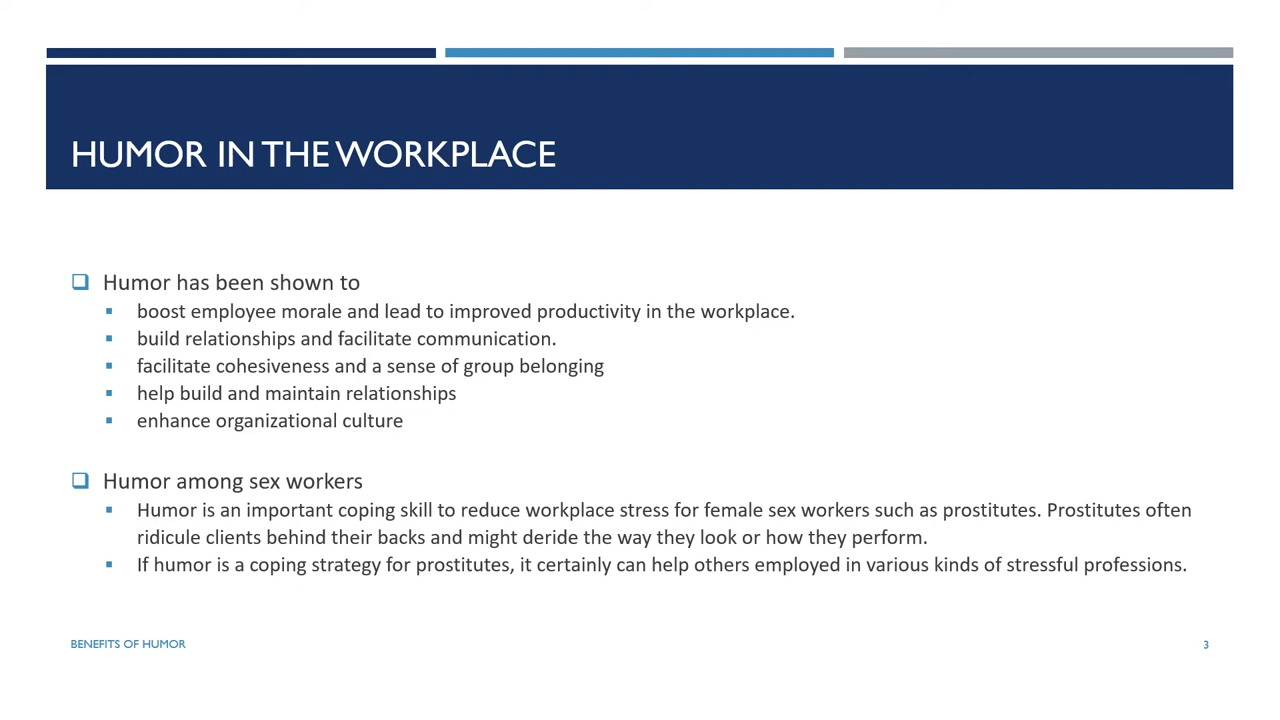 HUMOR IN THE WORKPLACE
Humor has been shown to
boost employee morale and lead to improved productivity in the workplace.
build relationships and facilitate communication.
facilitate cohesiveness and a sense of group belonging
help build and maintain relationships
enhance organizational culture
Humor among sex workers
Humor is an important coping skill to reduce workplace stress for female sex workers such as prostitutes. Prostitutes often
ridicule clients behind their backs and might deride the way they look or how they perform.
If humor is a coping strategy for prostitutes, it certainly can help others employed in various kinds of stressful professions.
BENEFITS OF HUMOR
3